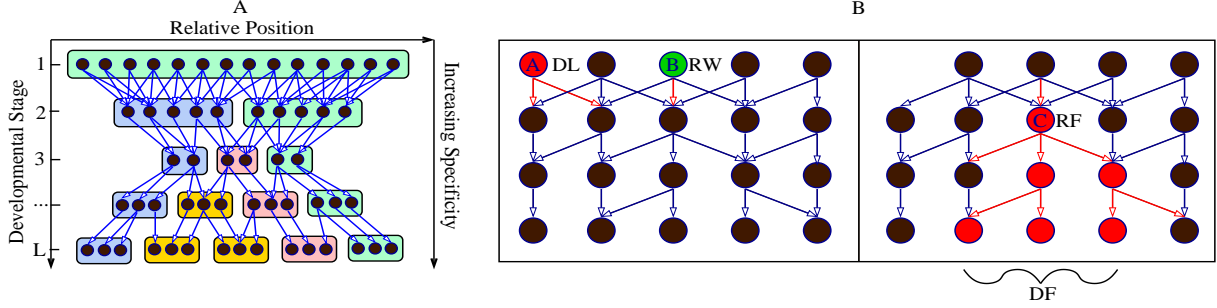 A
B
Relative Position
Developmental Stage
1
2
3
...
L
Increasing Specificity
A DL
B RW
C RF
DF